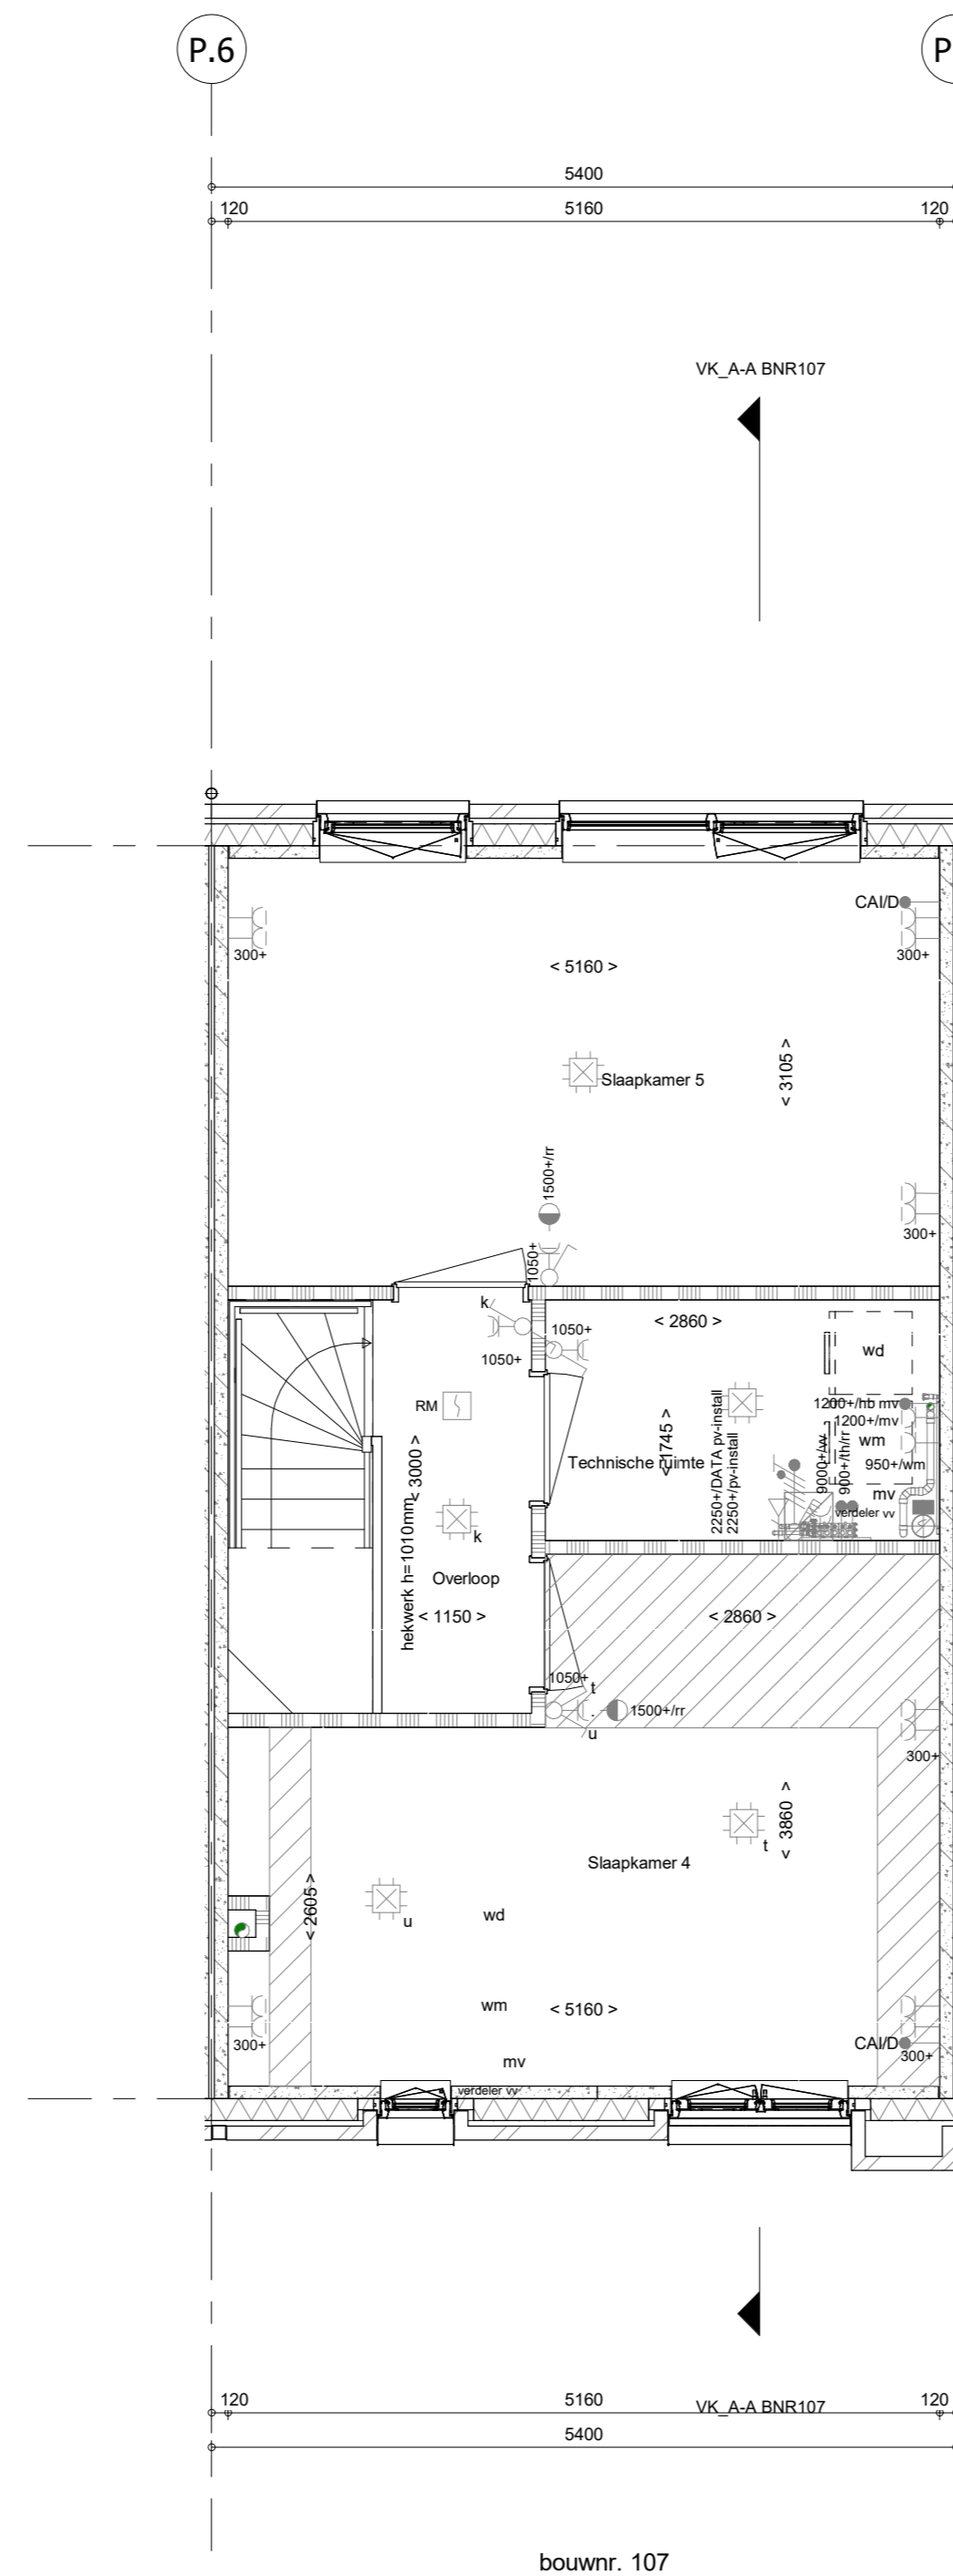 P.6
P
5400
120
5160
120
VK_A-A BNR107
CAI/D
300+
300+
< 5160 >
< 3105 >
Slaapkamer 5
1500+/rr
300+
1050+
k
1050+
1050+
< 2860 >
wd
RM
1200+/hb mv
1200+/mv
wm
950+/wm
< 3000 >
1745 >
Technische ruimte
2250+/DATA pv-install
2250+/pv-install
9000+/vv
900+/th/rr
mv
verdeler vv
k
hekwerk h=1010mm
Overloop
< 1150 >
< 2860 >
1050+
t
1500+/rr
u
300+
< 3860 >
t
Slaapkamer 4
< 2605 >
u
wd
wm
< 5160 >
300+
CAI/D
300+
mv
verdeler vv
120
5160
VK_A-A BNR107
120
5400
bouwnr. 107